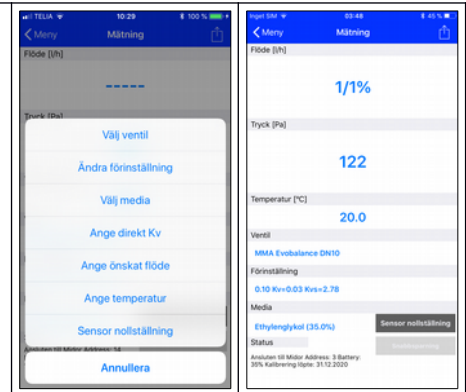 TELIA 10:29 100 %
Meny Mätning
Flöde [l/h]
-----
Tryck [Pa]
Välj ventil
Ändra förinställning
Välj media
Ange direkt Kv
Ange önskat flöde
Ange temperatur
Sensor nollställning
Ansluten till Midor Address: 14
Annullera
Inget SIM 03:48 45 %
Meny Mätning
Flöde [l/h]
1/1%
Tryck [Pa]
122
Temperatur [°C]
20.0
Ventil
MMA Evobalance DN10
Förinställning
0.10 Kv=0.03 Kvs=2.78
Media
Ethylenglykol (35.0%)
Sensor nollställning
Status
Ansluten till Midor Address: 3 Battery:
35% Kalibrering löpte: 31.12.2020